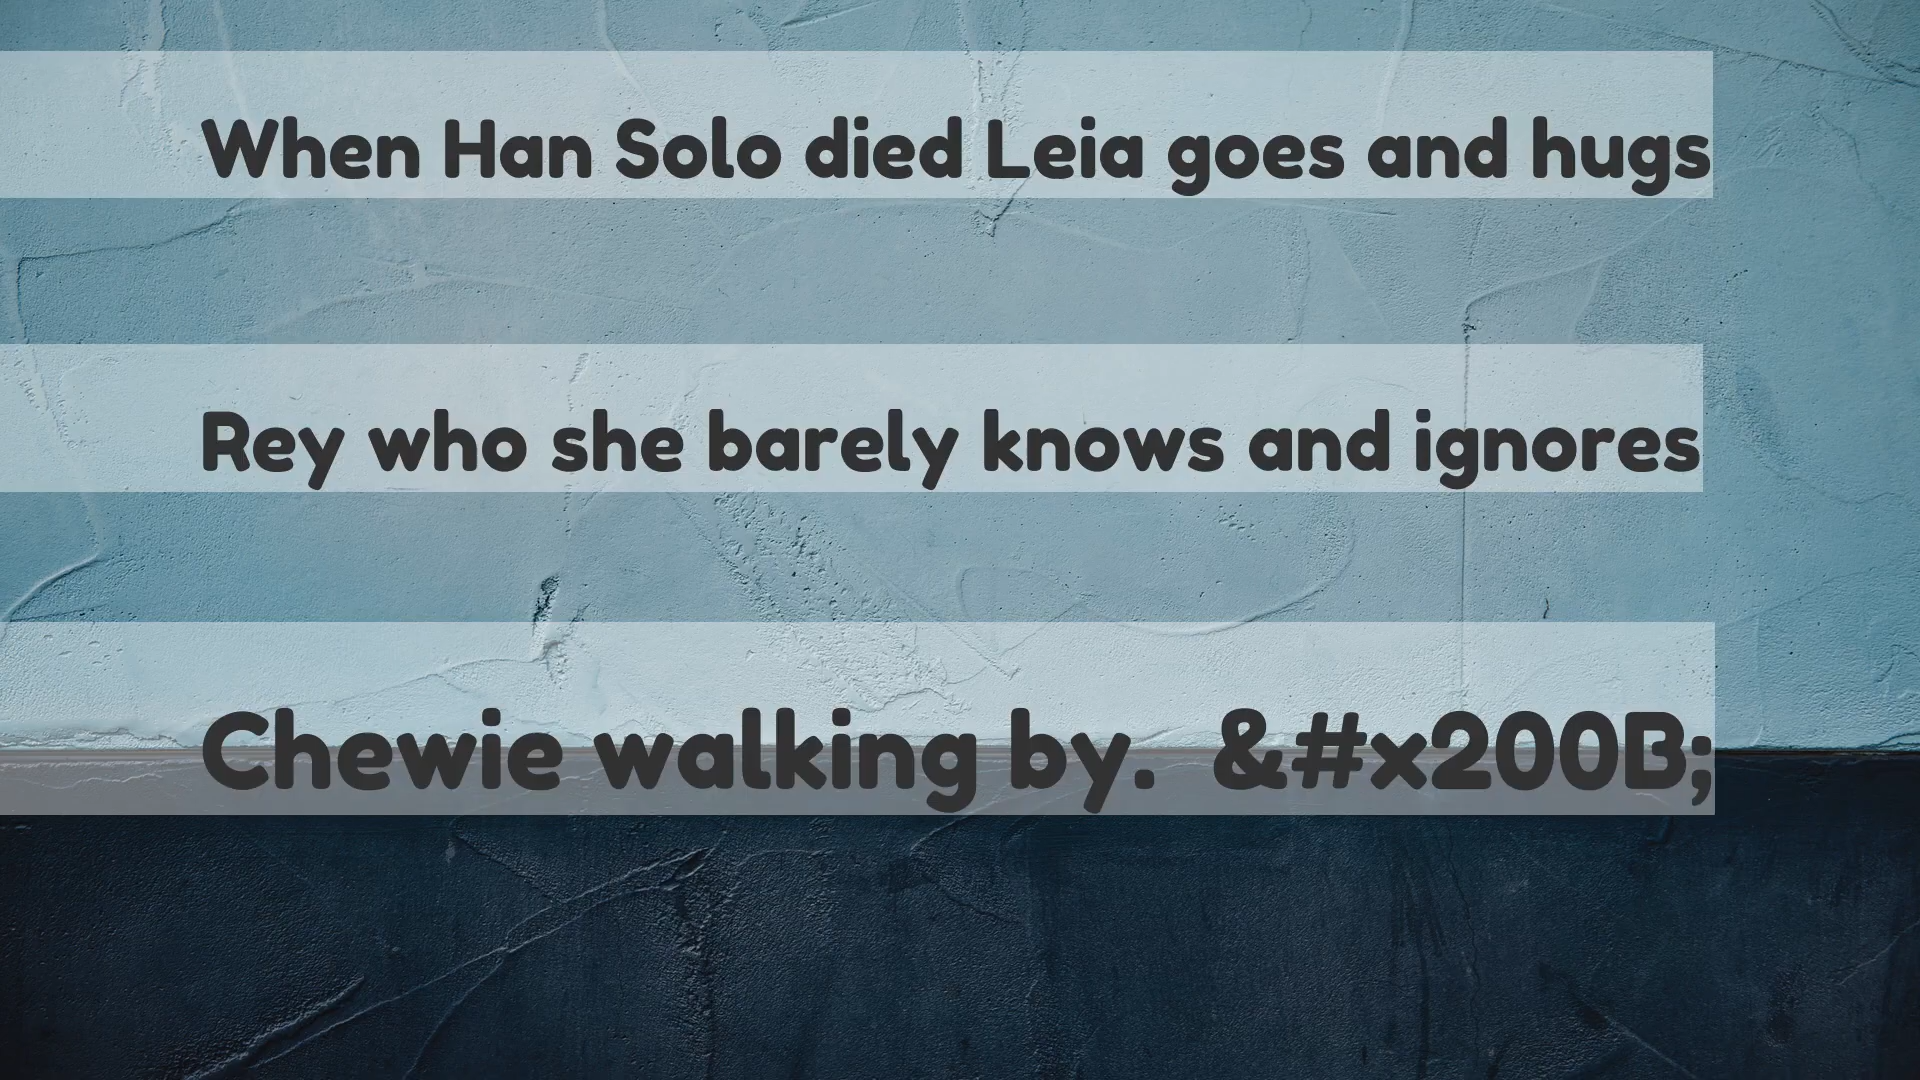 When Han Solo died Leia goes and hugs
Rey who she barely knows and ignores
Chewie walking by.  &#x200B;